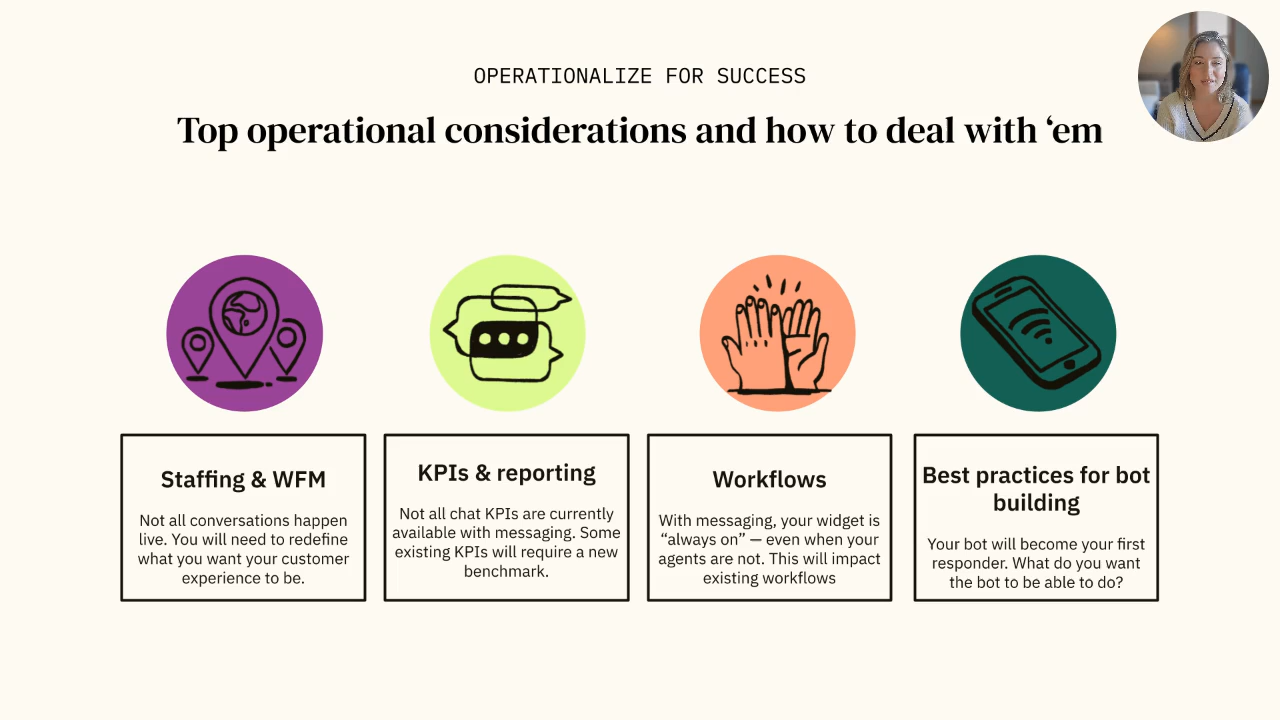 OPERATIONALIZE FOR SUCCESS
Top operational considerations and how to deal with ‘em
Staffing & WFM
Not all conversations happen
live. You will need to redefine
what you want your customer
experience to be.
KPIs & reporting
Not all chat KPIs are currently
available with messaging. Some
existing KPIs will require a new
benchmark.
Workflows
With messaging, your widget is
“always on” — even when your
agents are not. This will impact
existing workflows
Best practices for bot
building
Your bot will become your first
responder. What do you want
the bot to be able to do?